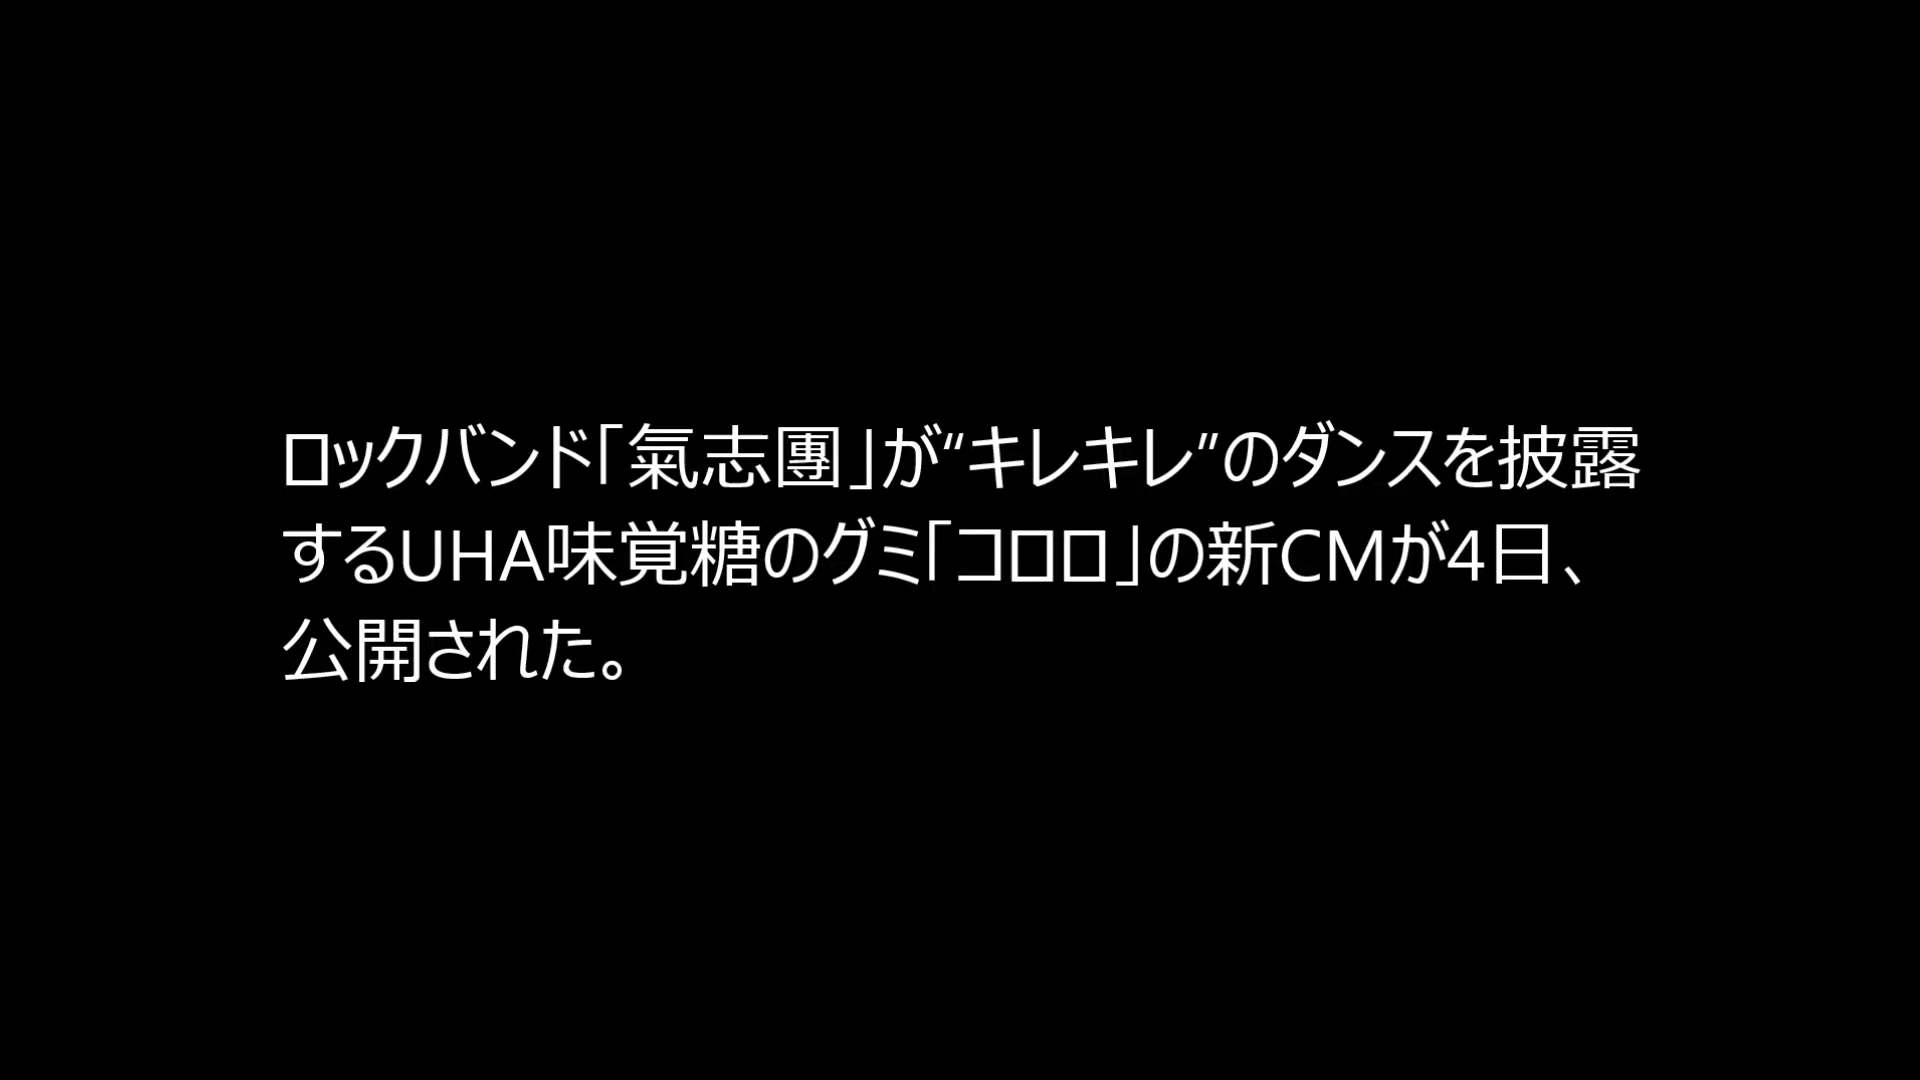 ロックバンド「氣志團」が“キレキレ”のダンスを披露
するUHA味覚糖のグミ「コロロ」の新CMが4日、
公開された。